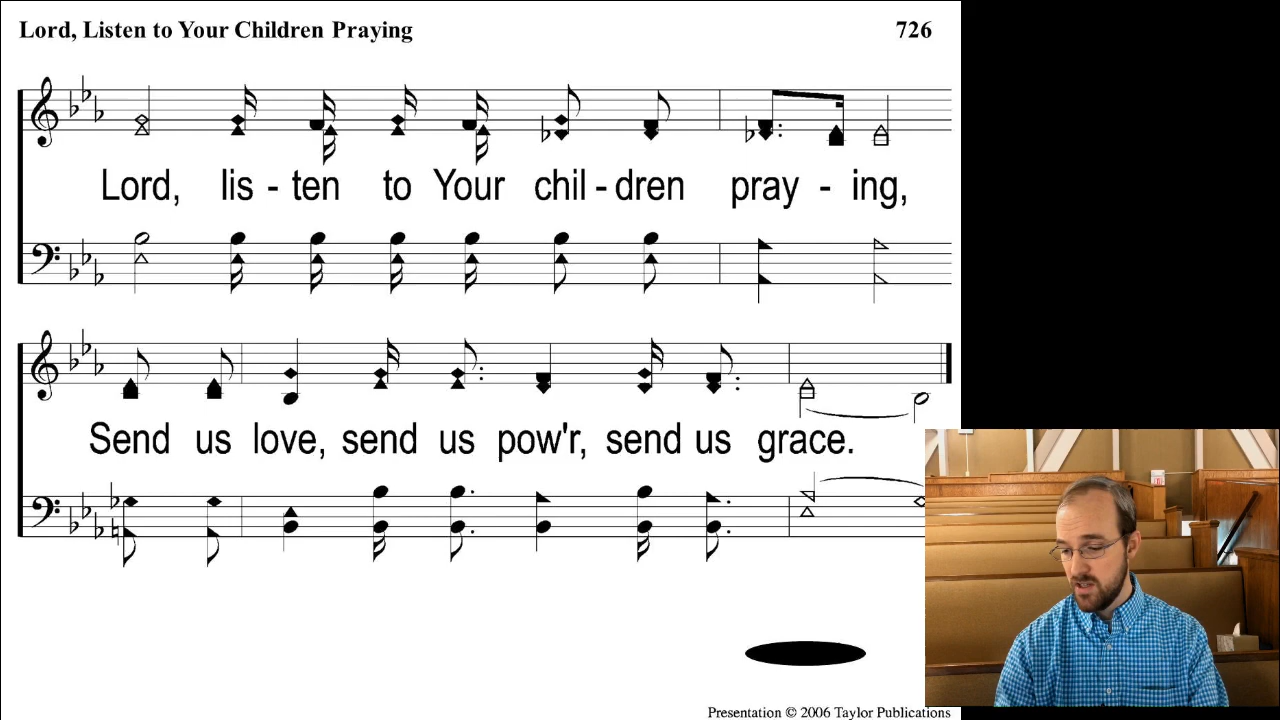 Lord, Listen to Your Children Praying 726
Lord, lis - ten to Your chil - dren pray - ing,
Send us love, send us pow'r, send us grace.
Presentation © 2006 Taylor Publications